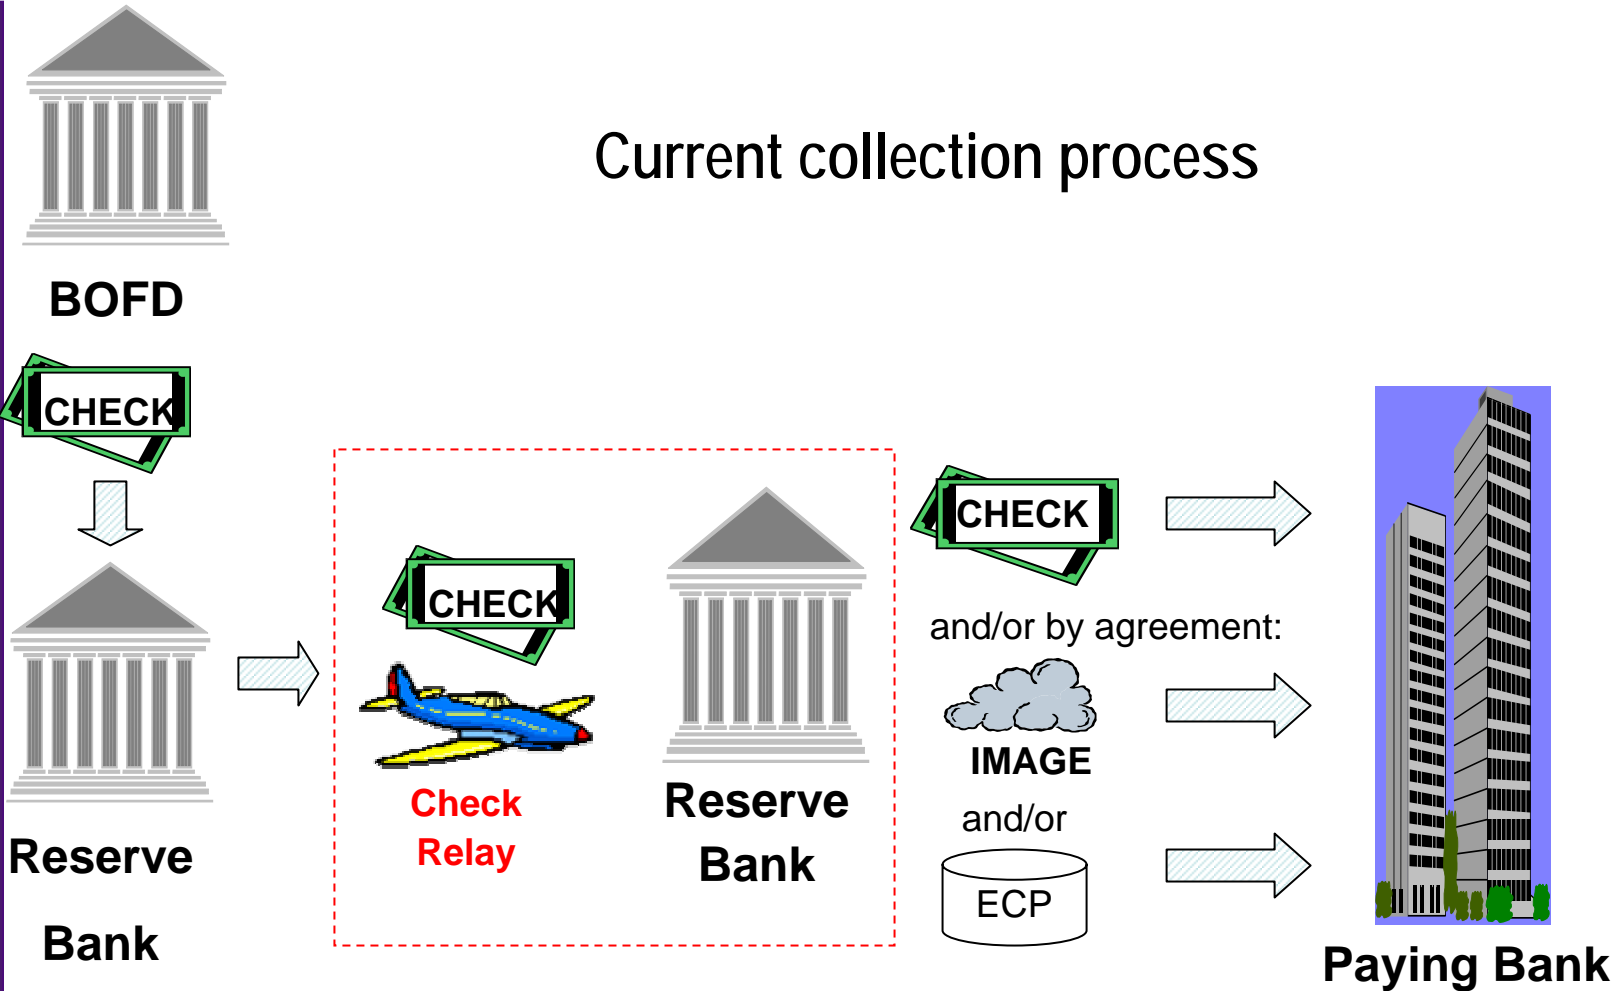 Current collection process
BOFD
CHECK
Reserve
Bank
CHECK
Check
Relay
Reserve
Bank
CHECK
and/or by agreement:
IMAGE
and/or
ECP
Paying Bank